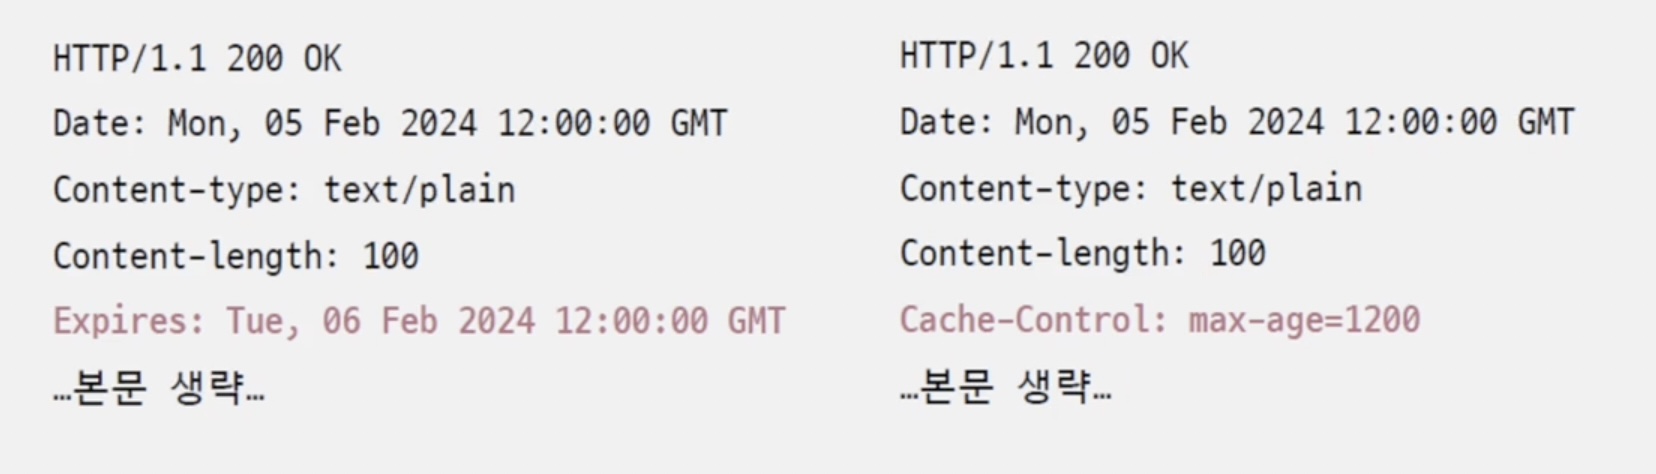 HTTP/1.1 200 OK
Date: Mon, 05 Feb 2024 12:00:00 GMT
Content-type: text/plain
Content-length: 100
Expires: Tue, 06 Feb 2024 12:00:00 GMT
…본문 생략…
HTTP/1.1 200 OK
Date: Mon, 05 Feb 2024 12:00:00 GMT
Content-type: text/plain
Content-length: 100
Cache-Control: max-age=1200
…본문 생략…